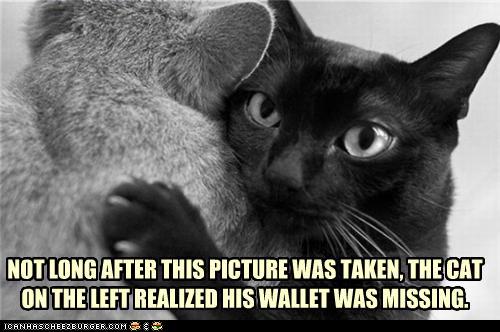 NOT LONG AFTER THIS PICTURE WAS TAKEN, THE CAT
ON THE LEFT REALIZED HIS WALLET WAS MISSING.
ICANHASCHEEZBURGER.COM